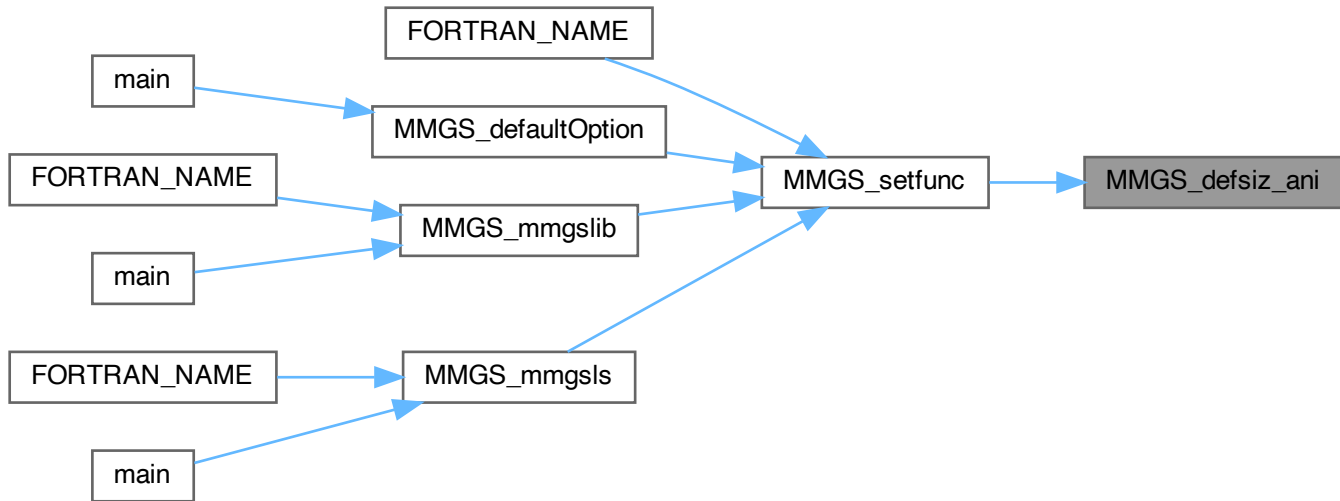 FORTRAN_NAME
main
MMGS_defaultOption
FORTRAN_NAME
MMGS_setfunc
MMGS_defsiz_ani
MMGS_mmgslib
main
FORTRAN_NAME
MMGS_mmgsls
main